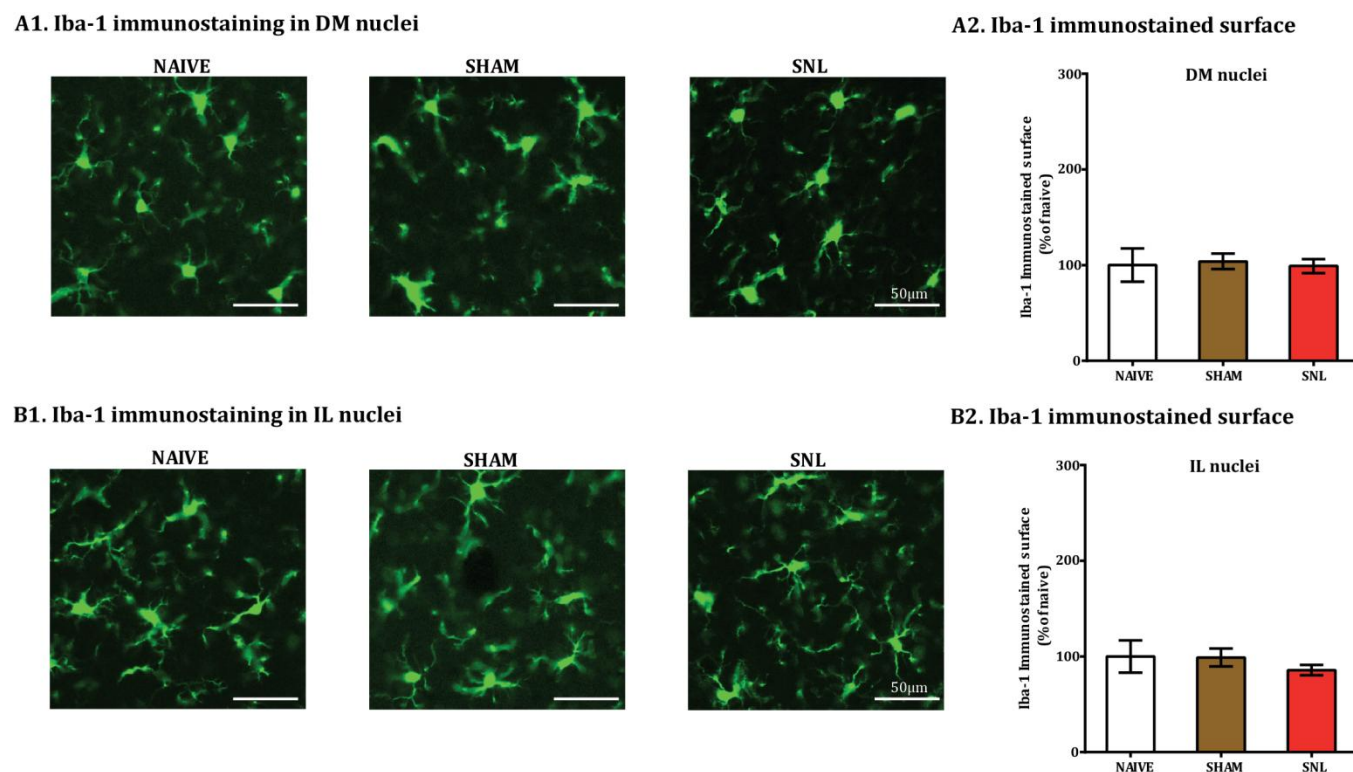 A1. Iba-1 immunostaining in DM nuclei
NAIVE
SHAM
SNL
50μm
A2. Iba-1 immunostained surface
DM nuclei
Iba-1 Immunostained surface
(% of naive)
300
200
100
0
NAIVE
SHAM
SNL
B1. Iba-1 immunostaining in IL nuclei
NAIVE
SHAM
SNL
50μm
B2. Iba-1 immunostained surface
IL nuclei
Iba-1 Immunostained surface
(% of naive)
300
200
100
0
NAIVE
SHAM
SNL